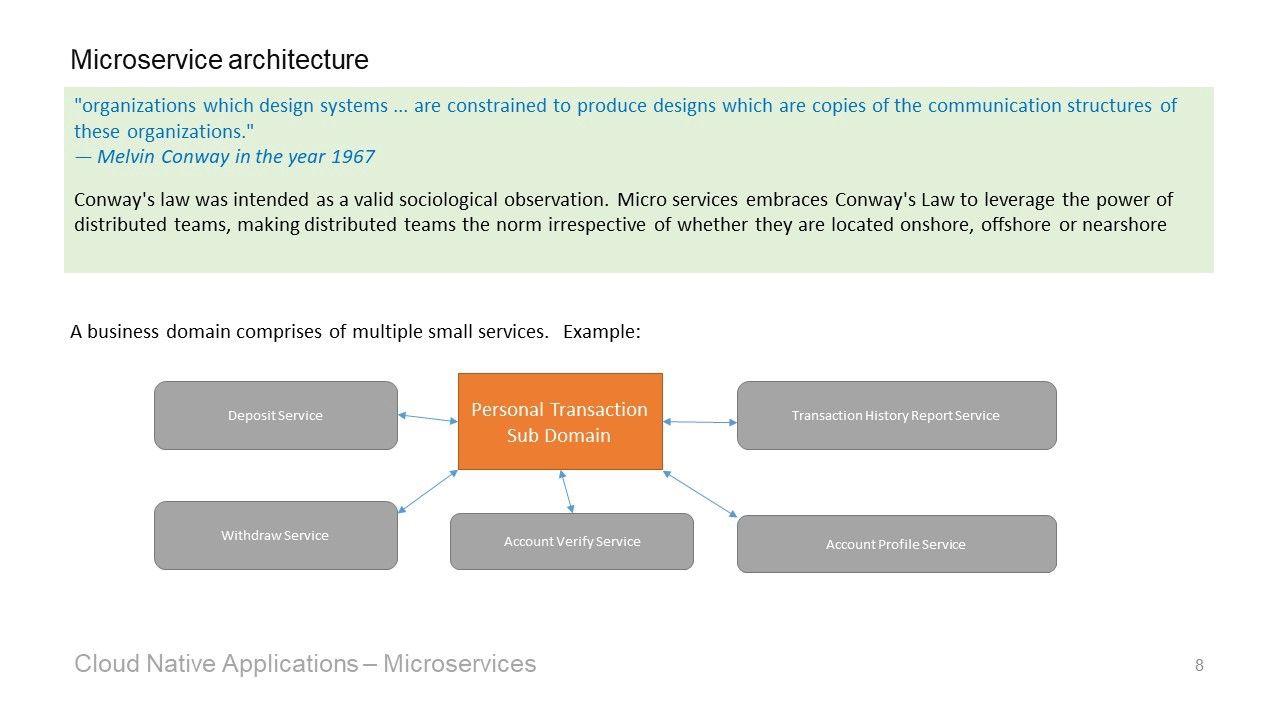 Microservice architecture
"organizations which design systems ... are constrained to produce designs which are copies of the communication structures of
these organizations."
— Melvin Conway in the year 1967
Conway's law was intended as a valid sociological observation. Micro services embraces Conway's Law to leverage the power of
distributed teams, making distributed teams the norm irrespective of whether they are located onshore, offshore or nearshore
A business domain comprises of multiple small services. Example:
Deposit Service
Personal Transaction
Sub Domain
Transaction History Report Service
Withdraw Service
Account Verify Service
Account Profile Service
Cloud Native Applications – Microservices
8